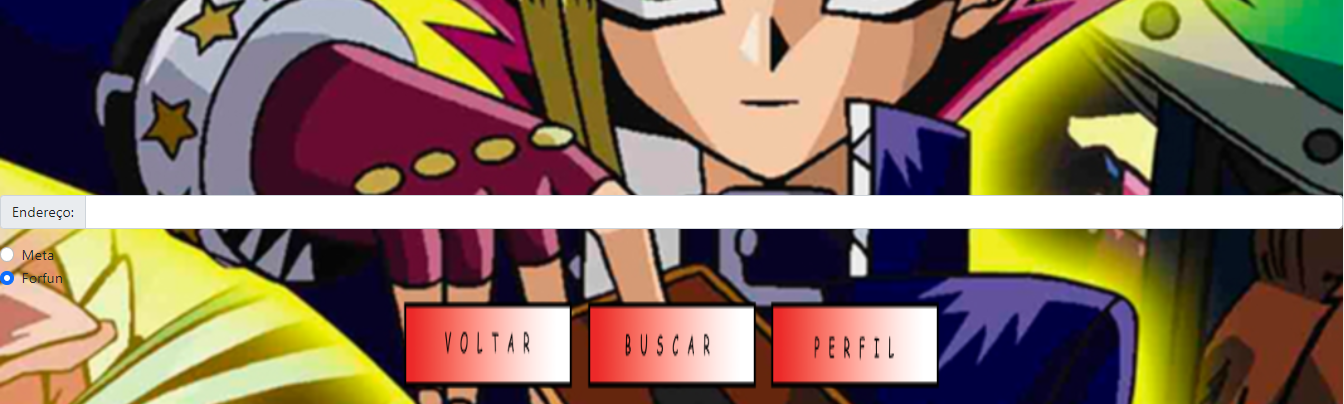 Endereço:
Meta
Forfun
VOLTAR BUSCAR PERFIL